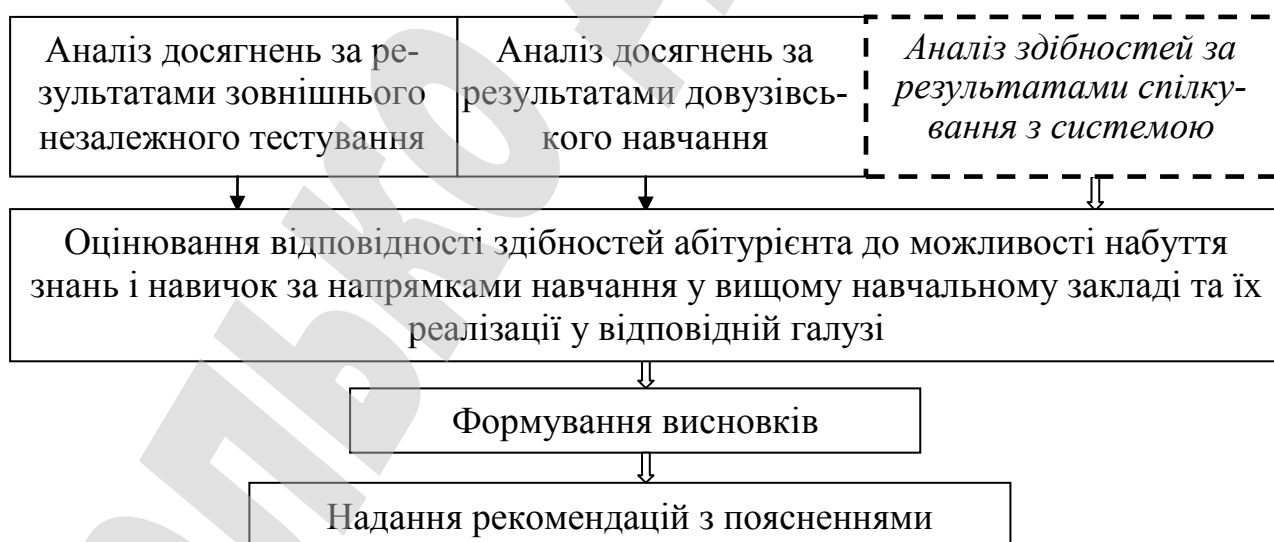 Аналіз досягнень за ре-
зультатами зовнішнього
незалежного тестування
Аналіз досягнень за
результатами довузівсь-
кого навчання
Аналіз здібностей за
результатами спілку-
вання з системою
Оцінювання відповідності здібностей абітурієнта до можливості набуття
знань і навичок за напрямками навчання у вищому навчальному закладі та їх
реалізації у відповідній галузі
Формування висновків
Надання рекомендацій з поясненнями